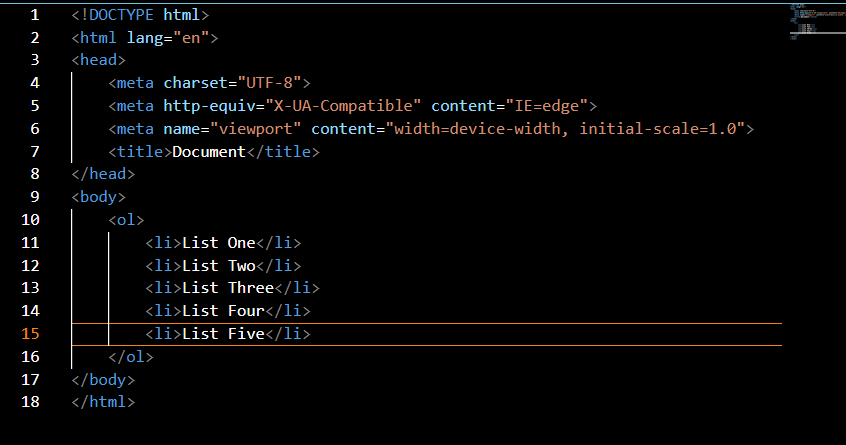 1 <!DOCTYPE html>
2 <html lang="en">
3 <head>
4     <meta charset="UTF-8">
5     <meta http-equiv="X-UA-Compatible" content="IE=edge">
6     <meta name="viewport" content="width=device-width, initial-scale=1.0">
7     <title>Document</title>
8 </head>
9 <body>
10     <ol>
11         <li>List One</li>
12         <li>List Two</li>
13         <li>List Three</li>
14         <li>List Four</li>
15         <li>List Five</li>
16     </ol>
17 </body>
18 </html>